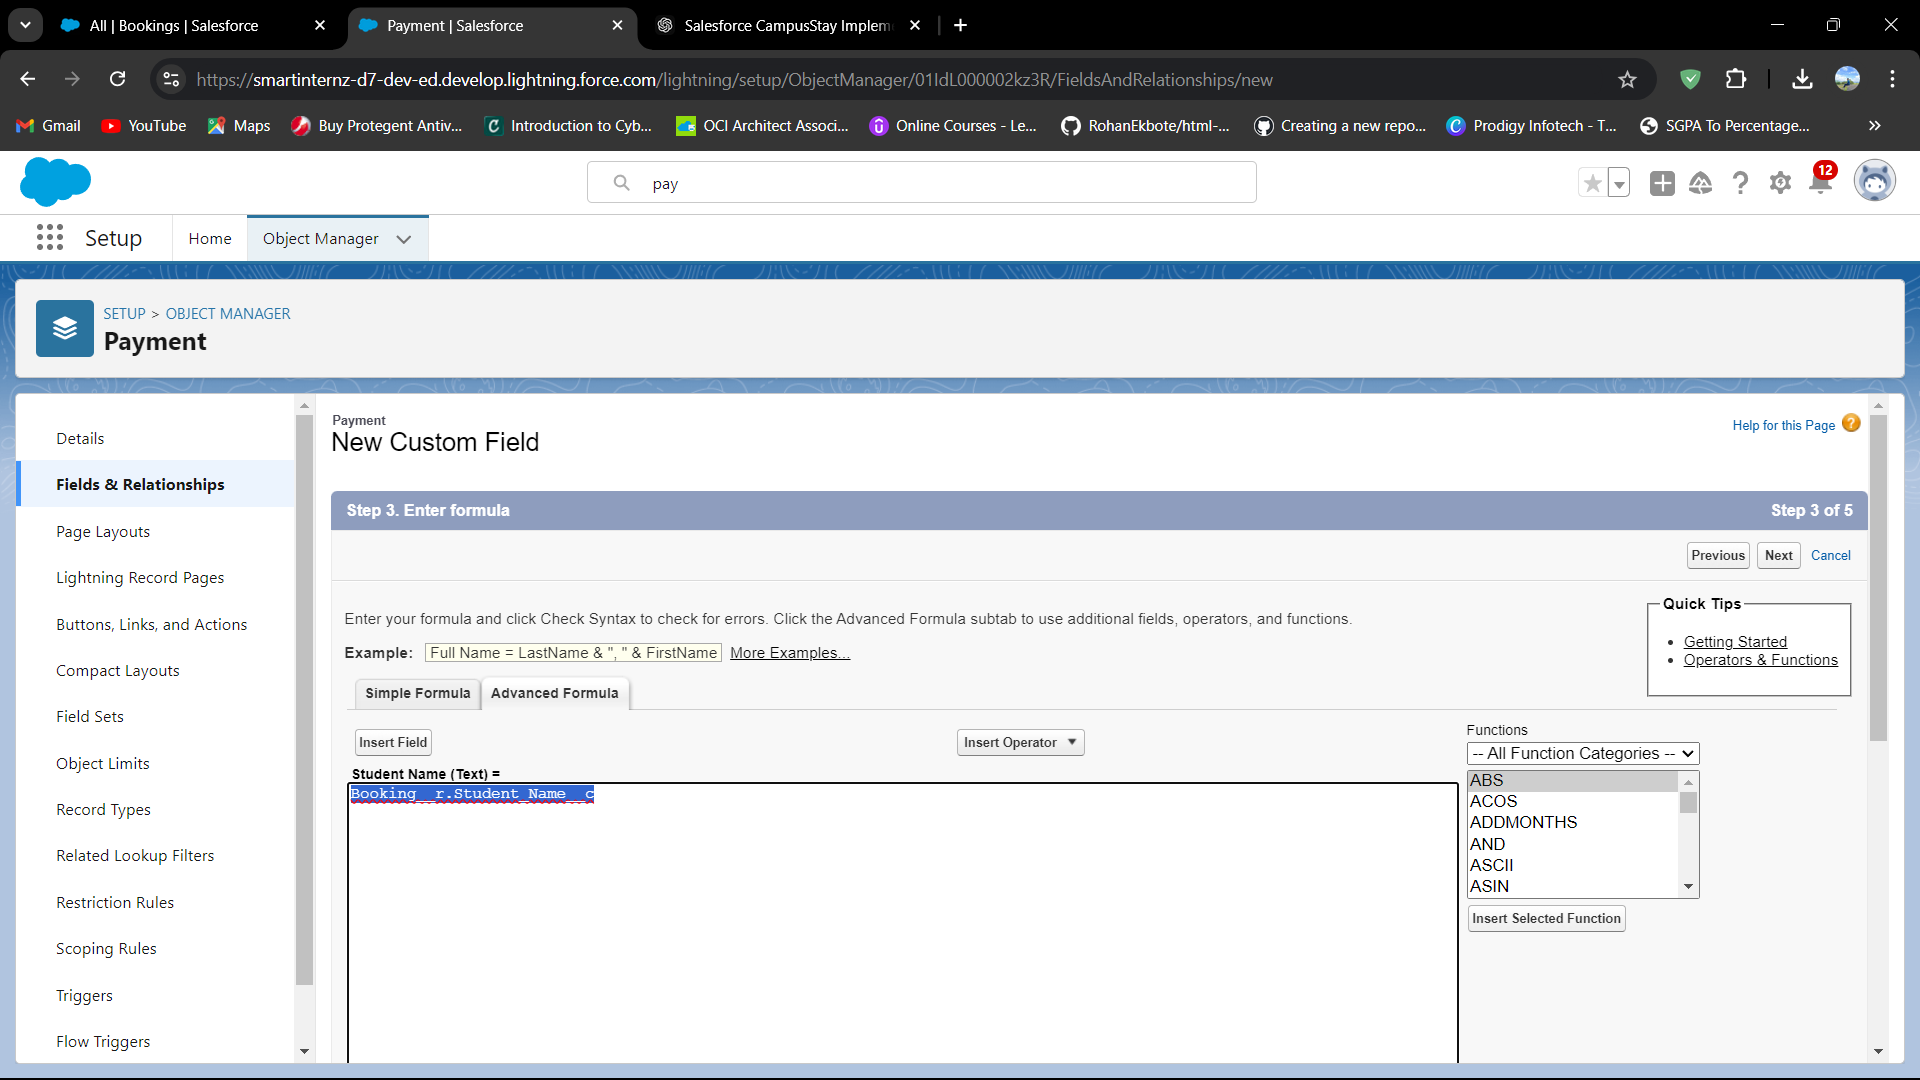 All | Bookings | Salesforce
Payment | Salesforce
Salesforce CampusStay Implem
https://smartinternz-d7-dev-ed.develop.lightning.force.com/lightning/setup/ObjectManager/01IdL000002kz3R/FieldsAndRelationships/new
Gmail YouTube Maps Buy Protegent Antiv... Introduction to Cyb... OCI Architect Associ... Online Courses - Le... RohanEkbote/html-... Creating a new repo... Prodigy Infotech - T... SGPA To Percentage...
pay
12
Setup
Home
Object Manager
SETUP > OBJECT MANAGER
Payment
Details
Fields & Relationships
Page Layouts
Lightning Record Pages
Buttons, Links, and Actions
Compact Layouts
Field Sets
Object Limits
Record Types
Related Lookup Filters
Restriction Rules
Scoping Rules
Triggers
Flow Triggers
Payment
New Custom Field
Help for this Page ?
Step 3. Enter formula
Step 3 of 5
Previous Next Cancel
Enter your formula and click Check Syntax to check for errors. Click the Advanced Formula subtab to use additional fields, operators, and functions.
Example: Full Name = LastName & ", " & FirstName More Examples...
Quick Tips
Getting Started
Operators & Functions
Simple Formula
Advanced Formula
Insert Field
Insert Operator
Student Name (Text) =
Booking__r.Student_Name__c
Functions
-- All Function Categories --
ABS
ACOS
ADDMONTHS
AND
ASCII
ASIN
Insert Selected Function